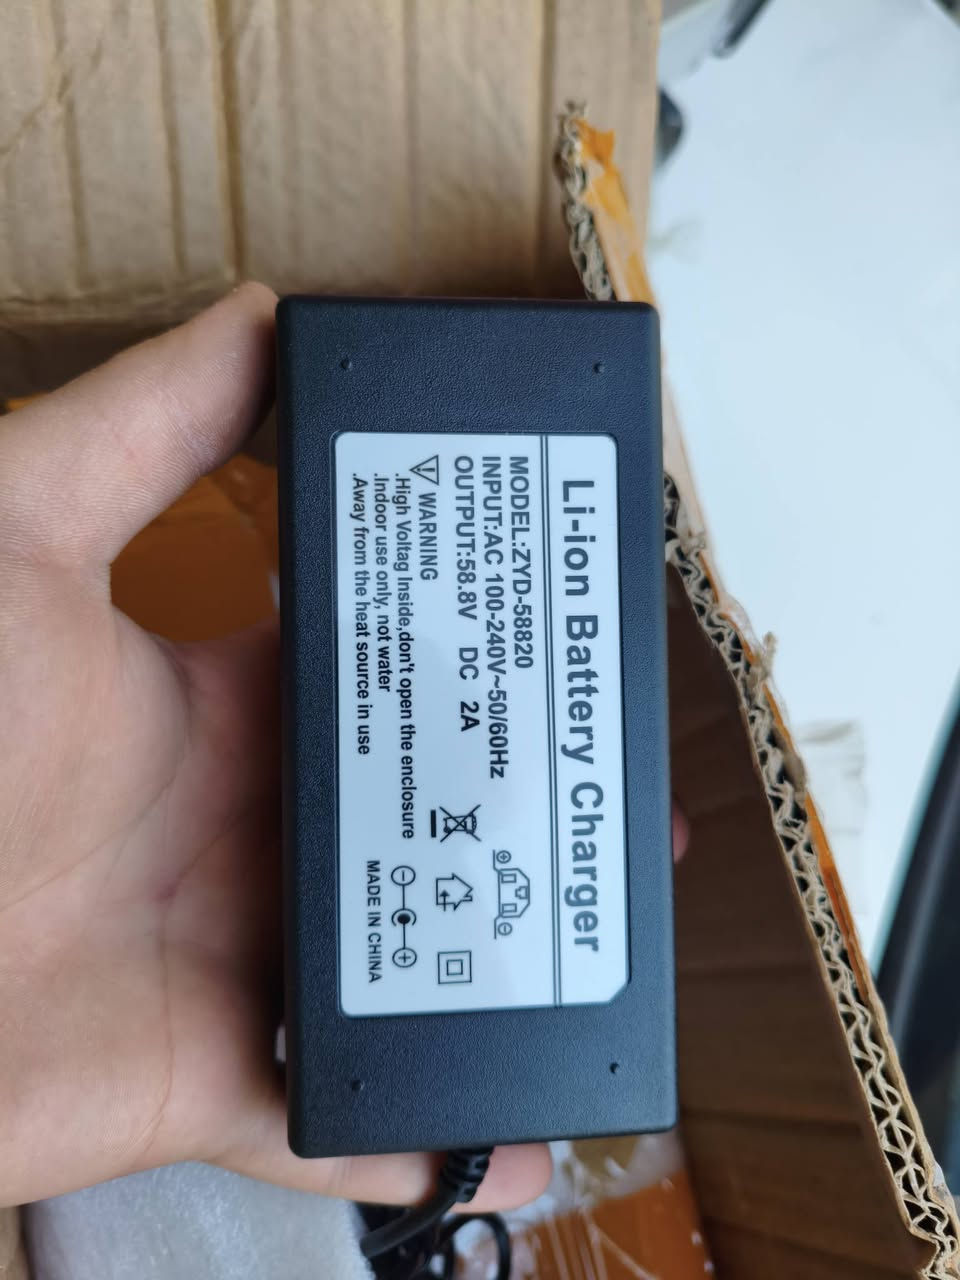 Li-ion Battery Charger
MODEL:ZYD-58820
INPUT:AC 100-240V~50/60Hz
OUTPUT:58.8V DC 2A
WARNING
.High Voltag Inside,don't open the enclosure
.Indoor use only, not water
.Away from the heat source in use
MADE IN CHINA